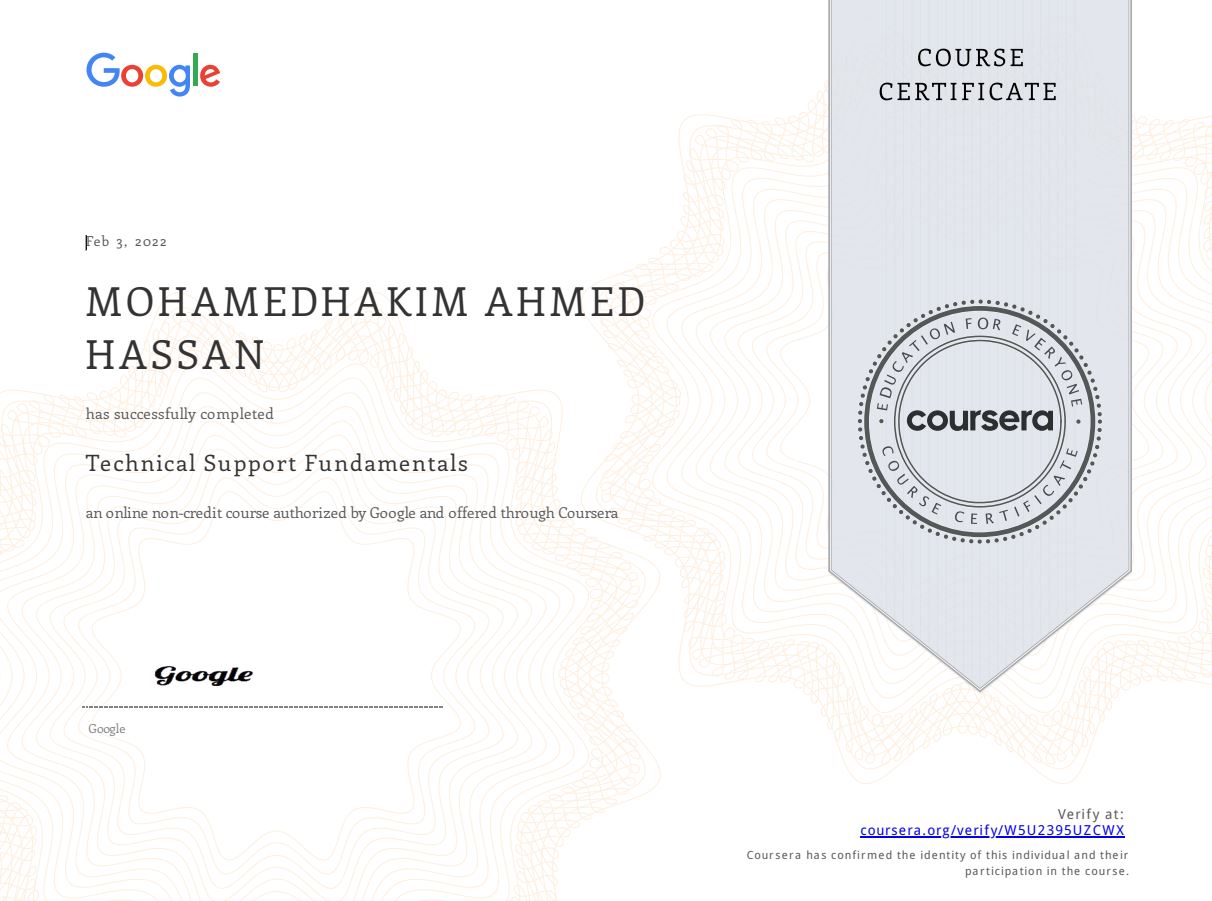 Google
COURSE
CERTIFICATE
Feb 3, 2022
MOHAMEDHAKIM AHMED
HASSAN
has successfully completed
Technical Support Fundamentals
an online non-credit course authorized by Google and offered through Coursera
EDUCATION FOR EVERYONE
coursera
COURSE CERTIFICATE
Google
Google
Verify at:
coursera.org/verify/W5U2395UZCWX
Coursera has confirmed the identity of this individual and their
participation in the course.